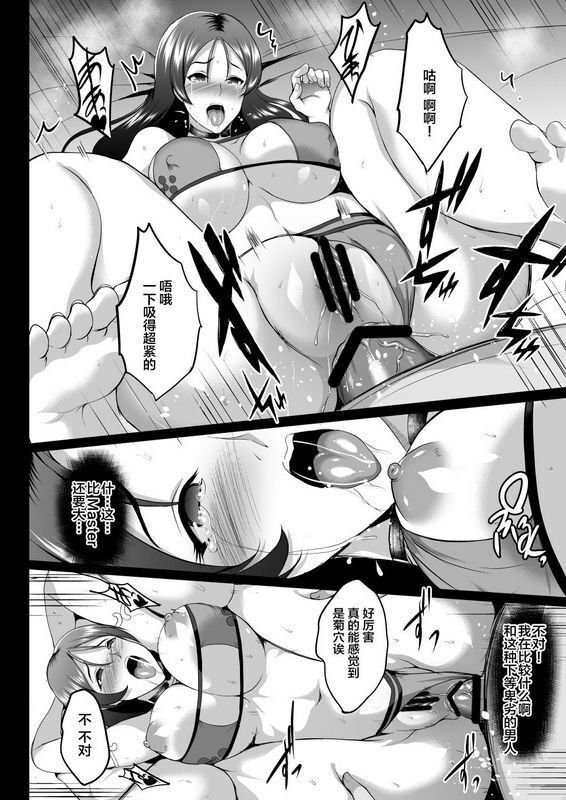 咕啊 啊啊！
唔哦
一下吸得超紧的
什…这…
比Master
还要大…
不对！
我在比较什么啊
和这种下等卑劣的男人
好厉害
真的能感觉到
是菊穴诶
不 不对